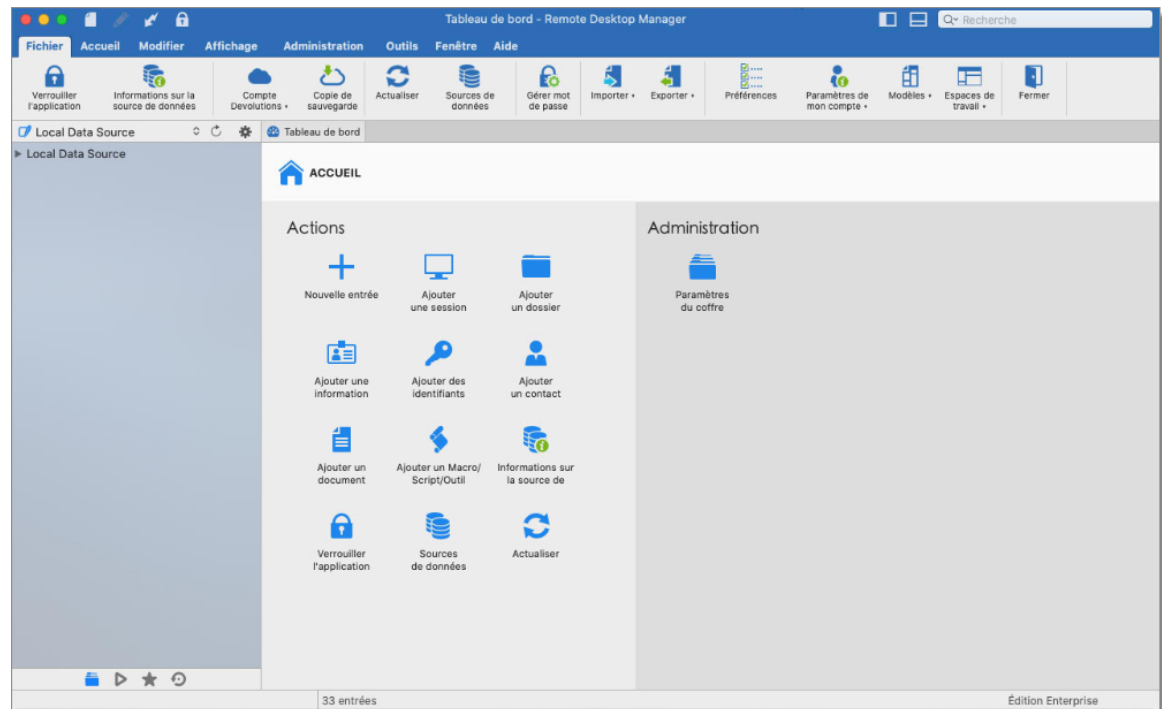 Tableau de bord - Remote Desktop Manager
Recherche
Fichier Accueil Modifier Affichage Administration Outils Fenêtre Aide
Verrouiller
l'application
Informations sur la
source de données
Compte
Devolutions
Copie de
sauvegarde
Actualiser
Sources de
données
Gérer mot
de passe
Importer
Exporter
Préférences
Paramètres de
mon compte
Modèles
Espaces de
travail
Fermer
Local Data Source
Tableau de bord
Local Data Source
ACCUEIL
Actions
Nouvelle entrée
Ajouter
une session
Ajouter
un dossier
Ajouter une
information
Ajouter des
identifiants
Ajouter
un contact
Ajouter un
document
Ajouter un Macro/
Script/Outil
Informations sur
la source de
Verrouiller
l'application
Sources
de données
Actualiser
Administration
Paramètres
du coffre
33 entrées
Édition Enterprise